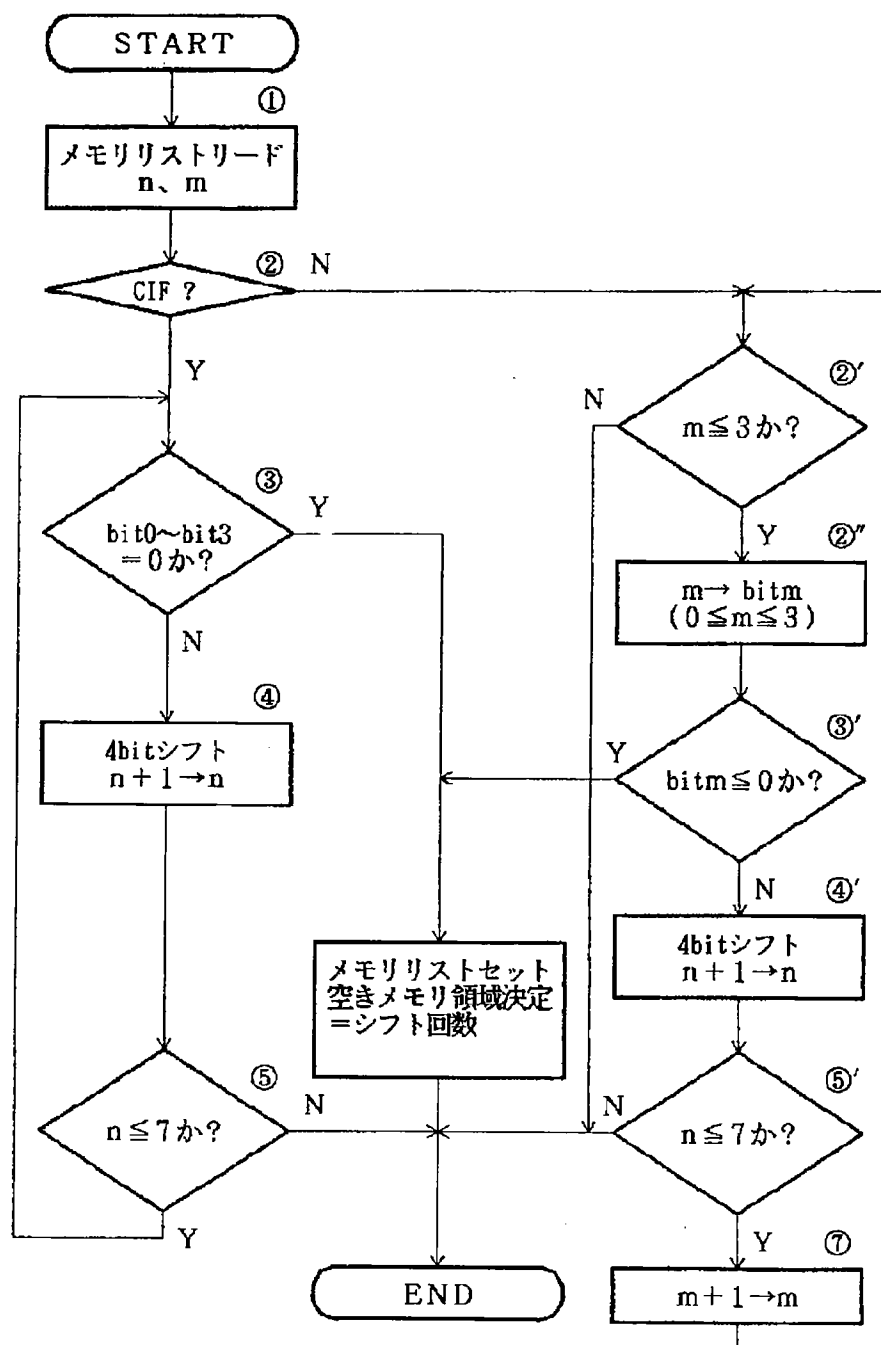 START
①
メモリリストリード
n、m
②
N
CIF ?
Y
②′
N
m≦3か?
③
Y
bit0~bit3
=0か?
Y
②″
m→ bitm
(0≦m≦3)
N
④
4bitシフト
n+1→n
③′
Y
bitm≦0か?
N
④′
4bitシフト
n+1→n
メモリリストセット
空きメモリ領域決定
=シフト回数
⑤
N
n≦7か?
Y
⑤′
N
n≦7か?
Y
⑦
END
m+1→m